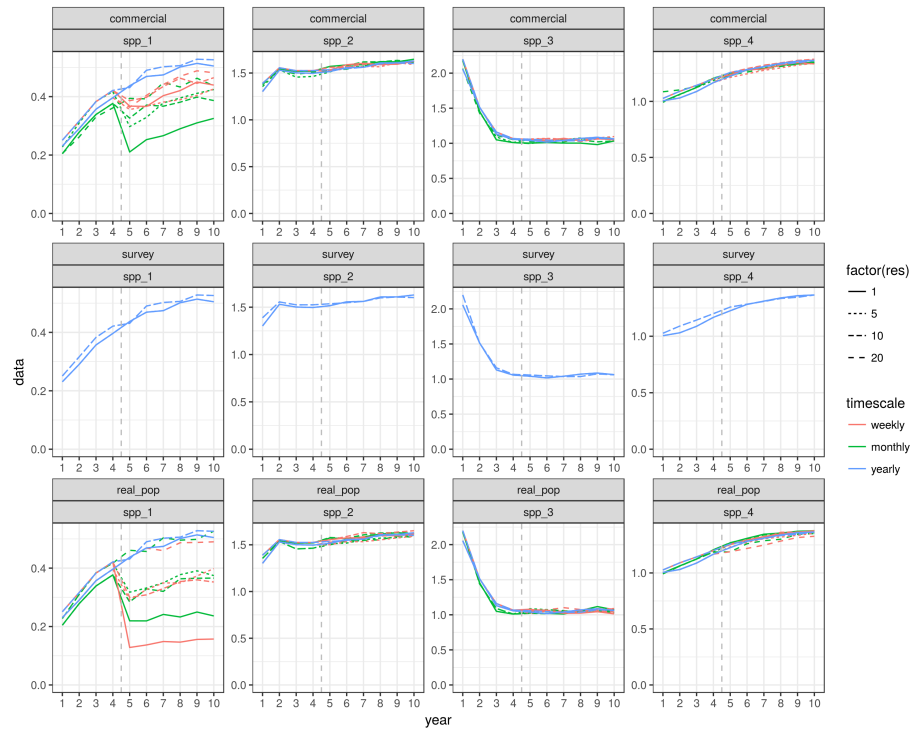 commercial commercial commercial commercial
spp_1 spp_2 spp_3 spp_4
0.0 0.2 0.4
0.0 0.5 1.0 1.5
0.0 0.5 1.0 1.5 2.0
0.0 0.5 1.0
1 2 3 4 5 6 7 8 9 10
1 2 3 4 5 6 7 8 9 10
1 2 3 4 5 6 7 8 9 10
1 2 3 4 5 6 7 8 9 10
survey survey survey survey
spp_1 spp_2 spp_3 spp_4
0.0 0.2 0.4
0.0 0.5 1.0 1.5
0.0 0.5 1.0 1.5 2.0
0.0 0.5 1.0
1 2 3 4 5 6 7 8 9 10
1 2 3 4 5 6 7 8 9 10
1 2 3 4 5 6 7 8 9 10
1 2 3 4 5 6 7 8 9 10
real_pop real_pop real_pop real_pop
spp_1 spp_2 spp_3 spp_4
0.0 0.2 0.4
0.0 0.5 1.0 1.5
0.0 0.5 1.0 1.5 2.0
0.0 0.5 1.0
1 2 3 4 5 6 7 8 9 10
1 2 3 4 5 6 7 8 9 10
1 2 3 4 5 6 7 8 9 10
1 2 3 4 5 6 7 8 9 10
data
year
factor(res)
1
5
10
20
timescale
weekly
monthly
yearly